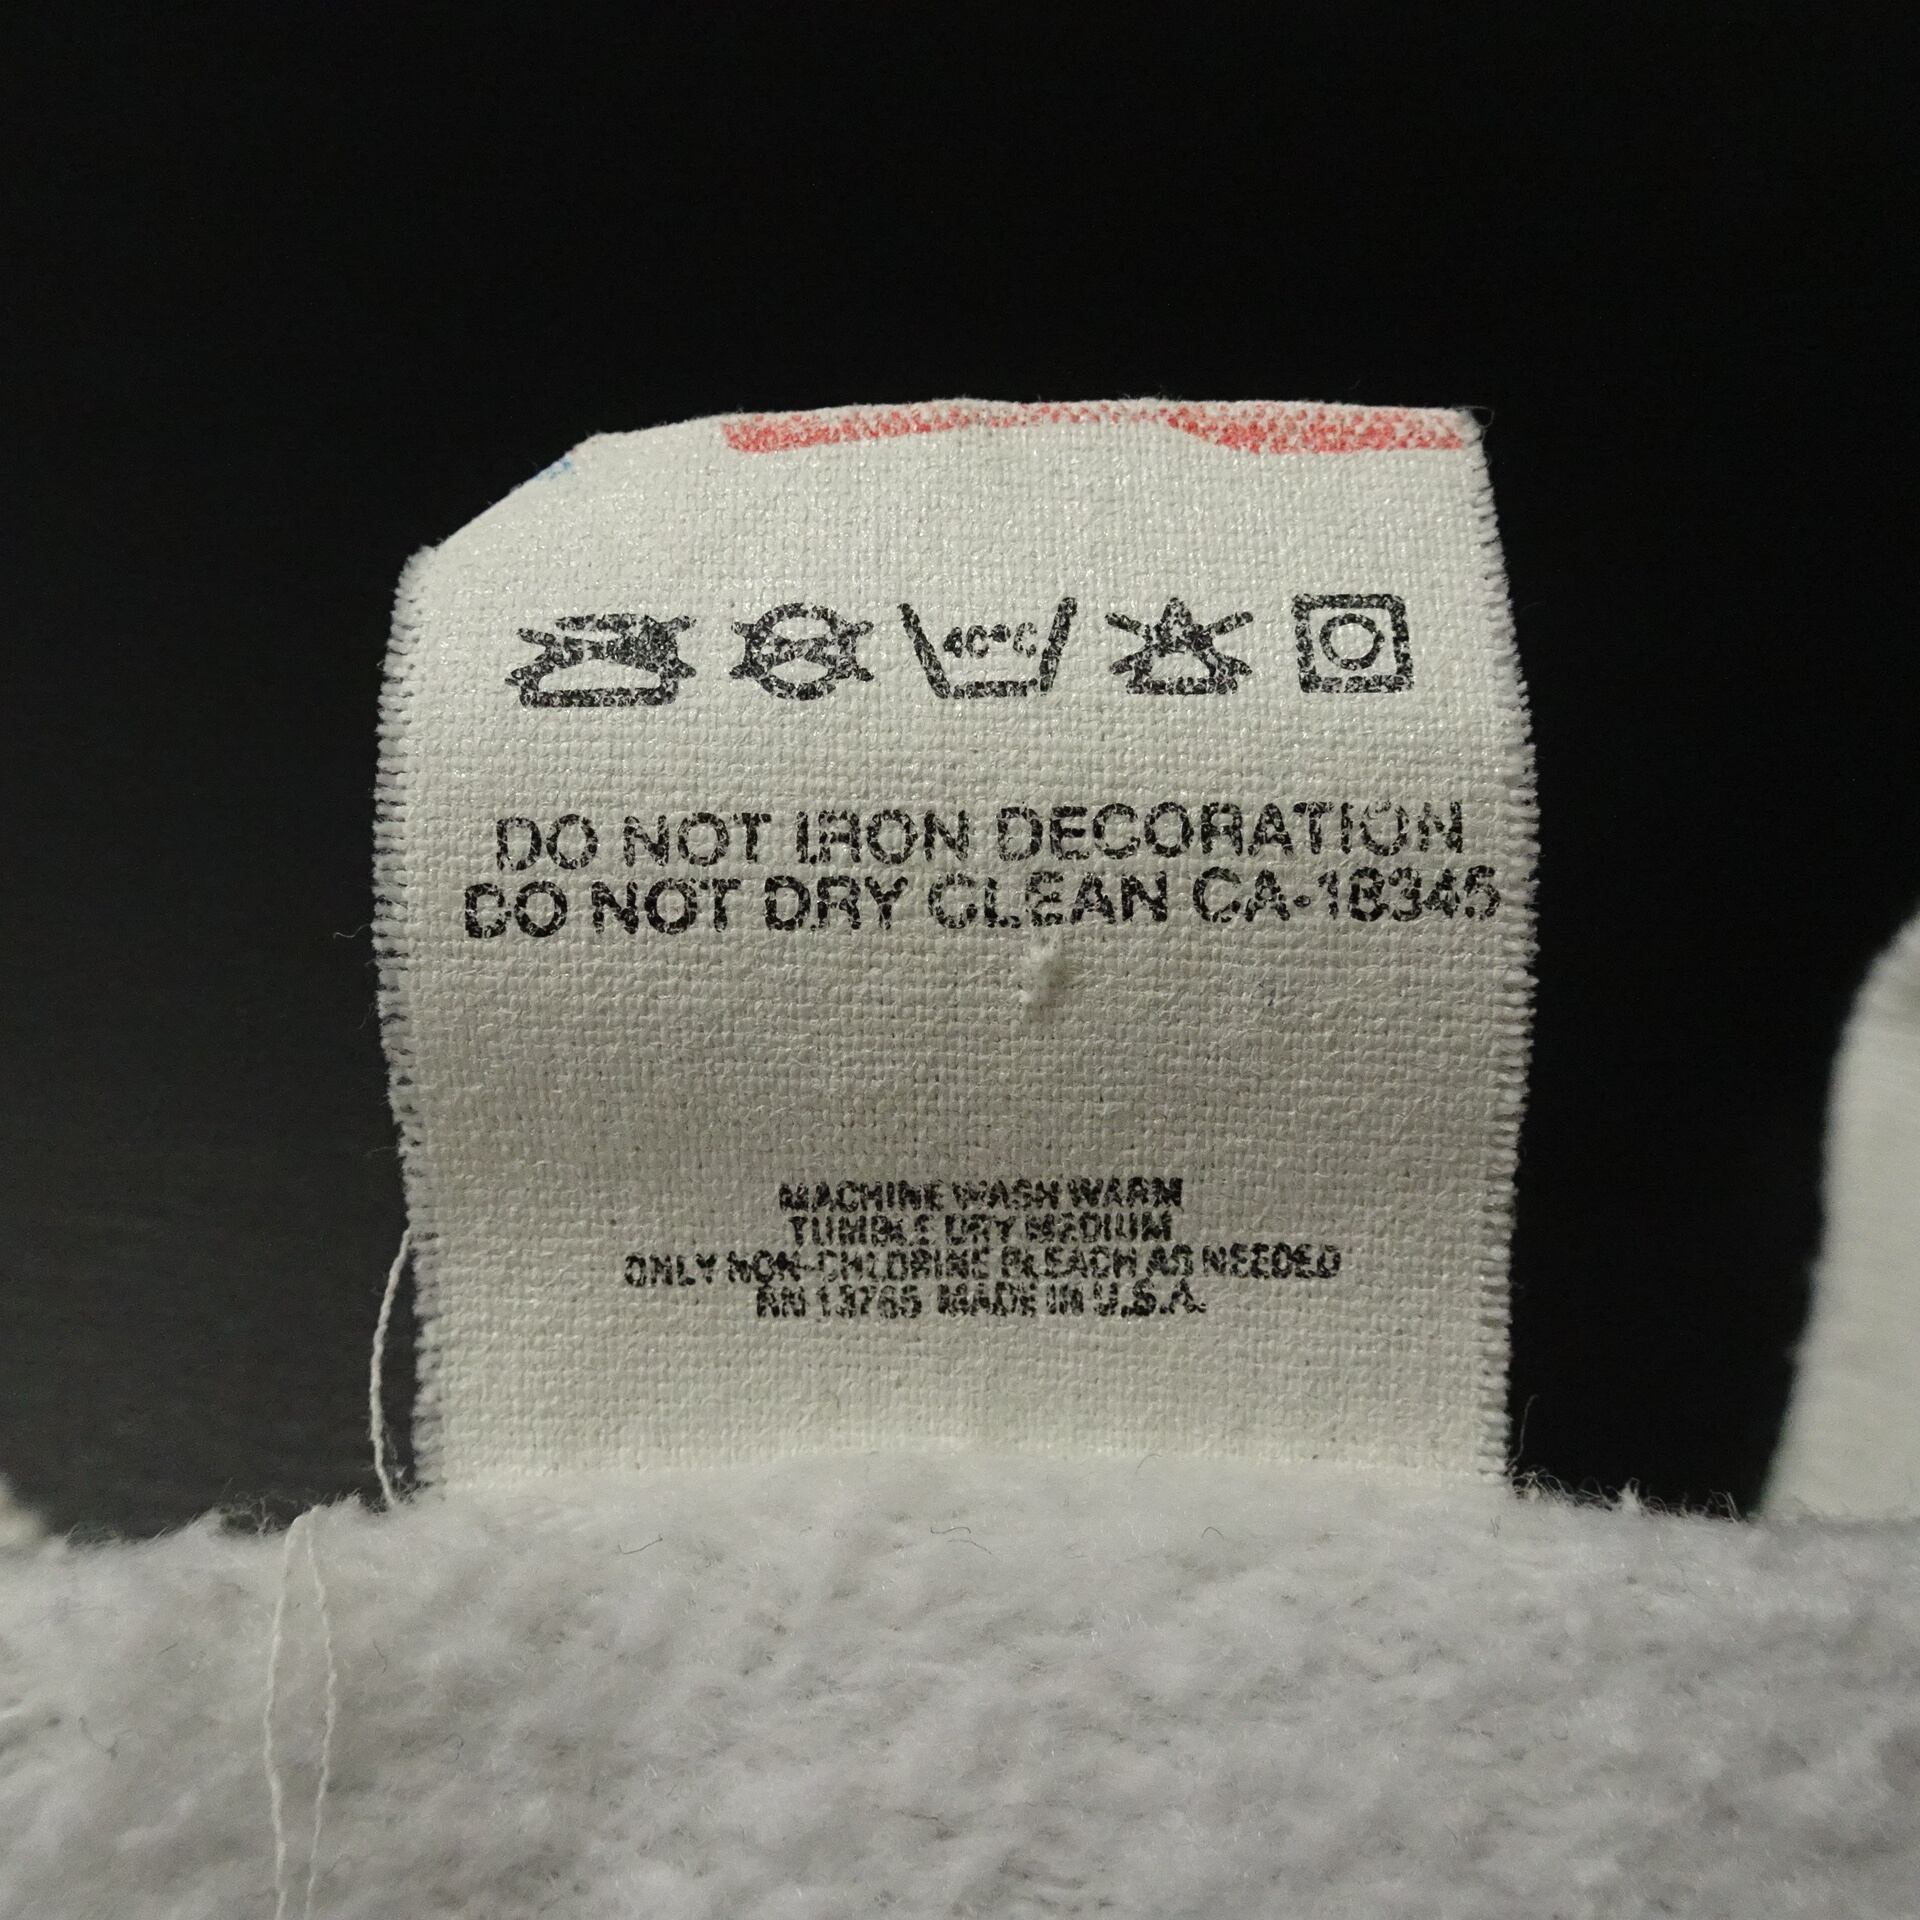 40°C
DO NOT IRON DECORATION
DO NOT DRY CLEAN CA-18345
MACHINE WASH WARM
TUMBLE DRY MEDIUM
ONLY NON-CHLORINE BLEACH AS NEEDED
RN 13765 MADE IN U.S.A.